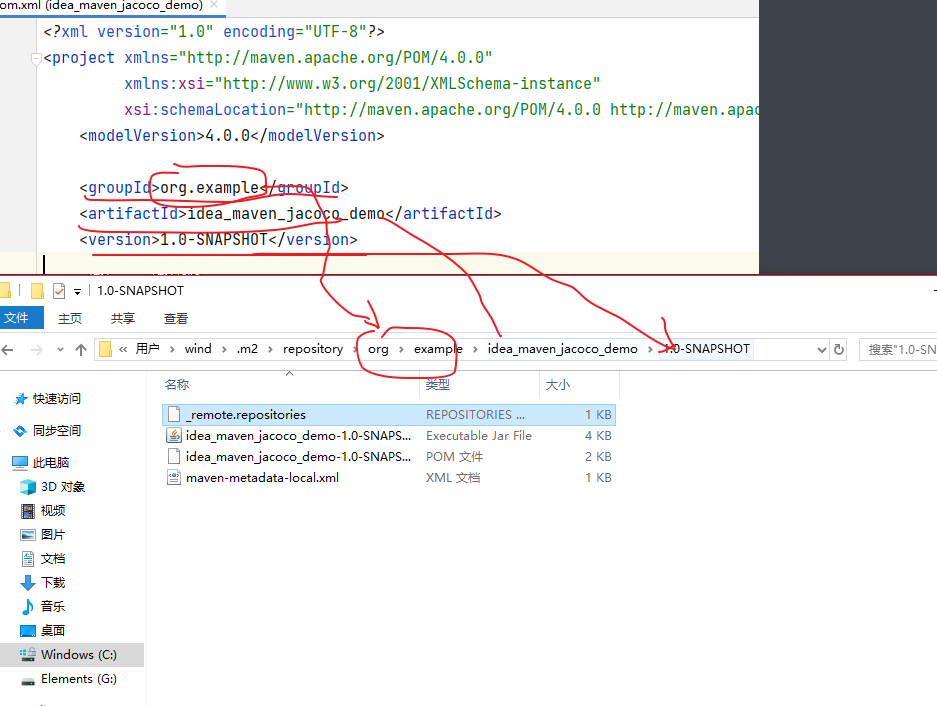 om.xml (idea_maven_jacoco_demo)
<?xml version="1.0" encoding="UTF-8"?>
<project xmlns="http://maven.apache.org/POM/4.0.0"
xmlns:xsi="http://www.w3.org/2001/XMLSchema-instance"
xsi:schemaLocation="http://maven.apache.org/POM/4.0.0 http://maven.apac
<modelVersion>4.0.0</modelVersion>
<groupId>org.example</groupId>
<artifactId>idea_maven_jacoco_demo</artifactId>
<version>1.0-SNAPSHOT</version>
1.0-SNAPSHOT
文件 主页 共享 查看
« 用户 › wind › .m2 › repository › org › example › idea_maven_jacoco_demo › 1.0-SNAPSHOT 搜索"1.0-SN
名称 类型 大小
快速访问
_remote.repositories REPOSITORIES ... 1 KB
idea_maven_jacoco_demo-1.0-SNAPS... Executable Jar File 4 KB
同步空间
idea_maven_jacoco_demo-1.0-SNAPS... POM 文件 2 KB
此电脑
maven-metadata-local.xml XML 文档 1 KB
3D 对象
视频
图片
文档
下载
音乐
桌面
Windows (C:)
Elements (G:)